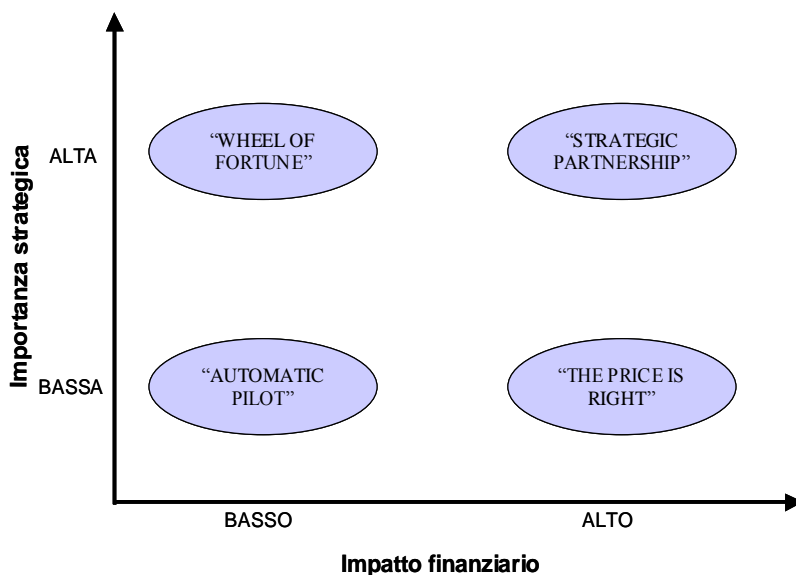 Importanza strategica
ALTA
“WHEEL OF
FORTUNE”
“STRATEGIC
PARTNERSHIP”
BASSA
“AUTOMATIC
PILOT”
“THE PRICE IS
RIGHT”
BASSO
ALTO
Impatto finanziario